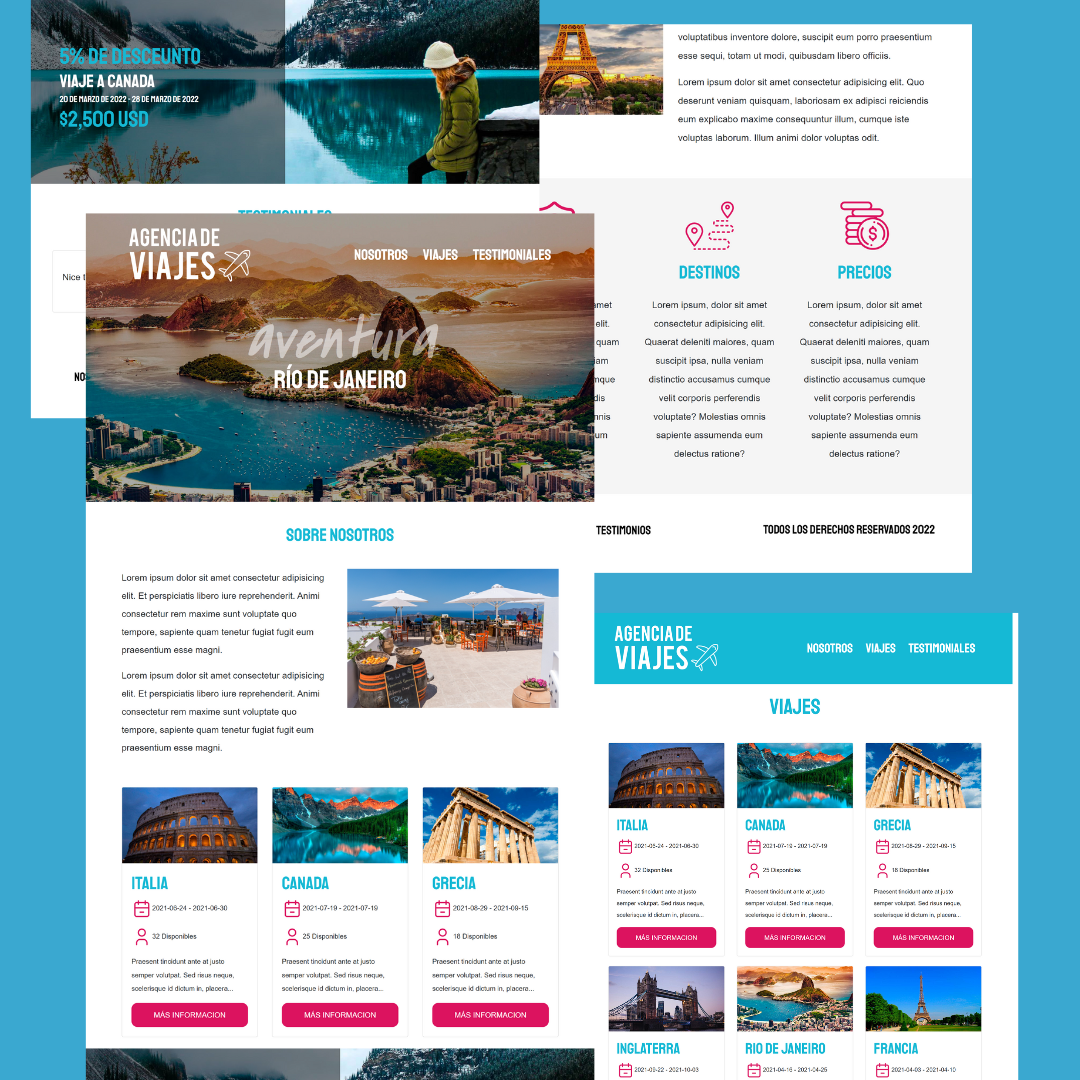 5% DE DESCEUNTO
VIAJE A CANADA
20 DE MARZO DE 2022 - 28 DE MARZO DE 2022
$2,500 USD
TESTIMONIALES
Nice t
NO
voluptatibus inventore dolore, suscipit eum porro praesentium
esse sequi, totam ut modi, quibusdam libero officiis.
Lorem ipsum dolor sit amet consectetur adipisicing elit. Quo
deserunt veniam quisquam, laboriosam ex adipisci reiciendis
eum explicabo maxime consequuntur illum, cumque iste
voluptas laborum. Illum animi dolor voluptas odit.
amet
elit.
quam
iam
mque
dis
nnis
um
DESTINOS
Lorem ipsum, dolor sit amet
consectetur adipisicing elit.
Quaerat deleniti maiores, quam
suscipit ipsa, nulla veniam
distinctio accusamus cumque
velit corporis perferendis
voluptate? Molestias omnis
sapiente assumenda eum
delectus ratione?
PRECIOS
Lorem ipsum, dolor sit amet
consectetur adipisicing elit.
Quaerat deleniti maiores, quam
suscipit ipsa, nulla veniam
distinctio accusamus cumque
velit corporis perferendis
voluptate? Molestias omnis
sapiente assumenda eum
delectus ratione?
TESTIMONIOS
TODOS LOS DERECHOS RESERVADOS 2022
AGENCIA DE
VIAJES
NOSOTROS VIAJES TESTIMONIALES
aventura
RÍO DE JANEIRO
SOBRE NOSOTROS
Lorem ipsum dolor sit amet consectetur adipisicing
elit. Et perspiciatis libero iure reprehenderit. Animi
consectetur rem maxime sunt voluptate quo
tempore, sapiente quam tenetur fugiat fugit eum
praesentium esse magni.
Lorem ipsum dolor sit amet consectetur adipisicing
elit. Et perspiciatis libero iure reprehenderit. Animi
consectetur rem maxime sunt voluptate quo
tempore, sapiente quam tenetur fugiat fugit eum
praesentium esse magni.
ITALIA
2021-06-24 - 2021-06-30
32 Disponibles
Praesent tincidunt ante at justo
semper volutpat. Sed risus neque,
scelerisque id dictum in, placera...
MÁS INFORMACION
CANADA
2021-07-19 - 2021-07-19
25 Disponibles
Praesent tincidunt ante at justo
semper volutpat. Sed risus neque,
scelerisque id dictum in, placera...
MÁS INFORMACION
GRECIA
2021-08-29 - 2021-09-15
18 Disponibles
Praesent tincidunt ante at justo
semper volutpat. Sed risus neque,
scelerisque id dictum in, placera...
MÁS INFORMACION
AGENCIA DE
VIAJES
NOSOTROS VIAJES TESTIMONIALES
VIAJES
ITALIA
2021-06-24 - 2021-06-30
32 Disponibles
Praesent tincidunt ante at justo
semper volutpat. Sed risus neque,
scelerisque id dictum in, placera...
MÁS INFORMACION
CANADA
2021-07-19 - 2021-07-19
25 Disponibles
Praesent tincidunt ante at justo
semper volutpat. Sed risus neque,
scelerisque id dictum in, placera...
MÁS INFORMACION
GRECIA
2021-08-29 - 2021-09-15
18 Disponibles
Praesent tincidunt ante at justo
semper volutpat. Sed risus neque,
scelerisque id dictum in, placera...
MÁS INFORMACION
INGLATERRA
2021-09-22 - 2021-10-03
RIO DE JANEIRO
2021-04-16 - 2021-04-25
FRANCIA
2021-04-03 - 2021-04-10